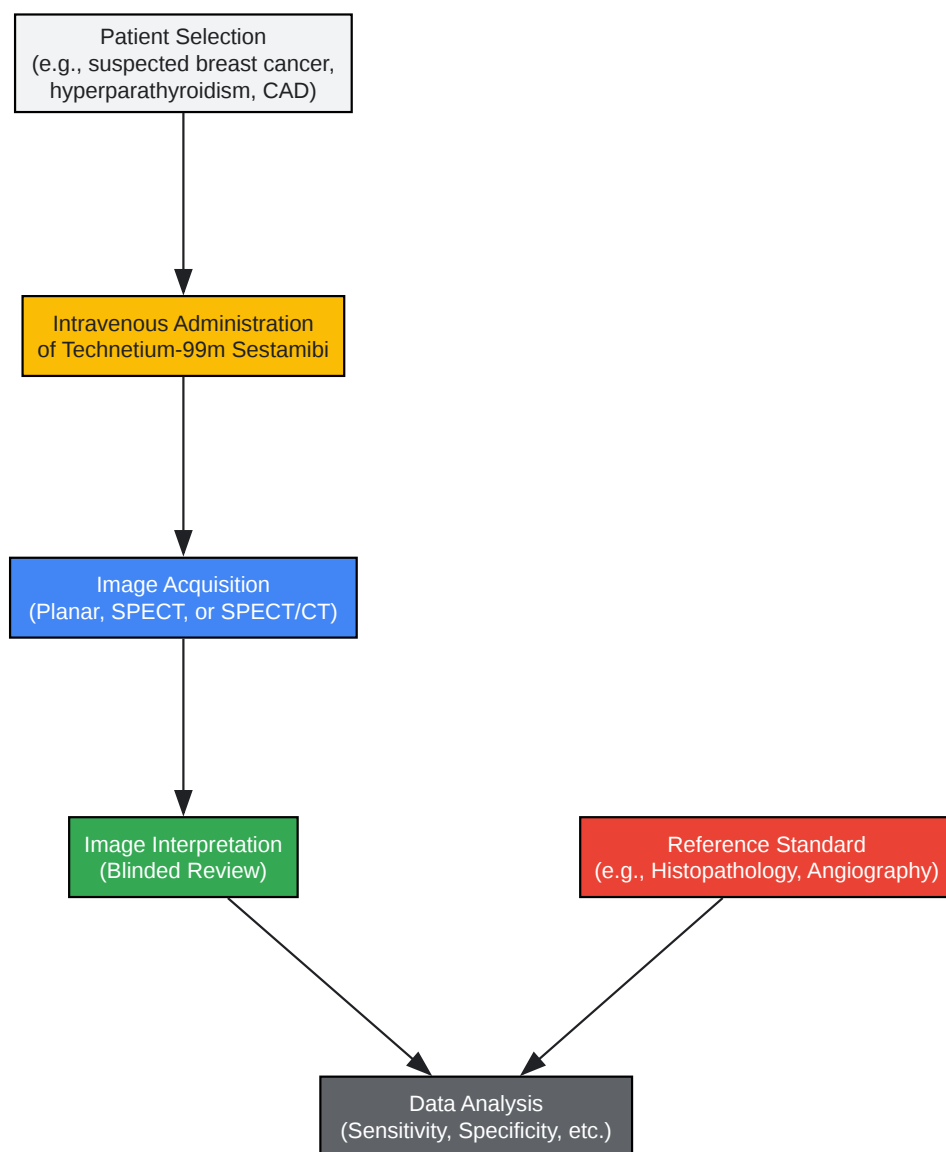 Patient Selection
(e.g., suspected breast cancer,
hyperparathyroidism, CAD)
Intravenous Administration
of Technetium-99m Sestamibi
Image Acquisition
(Planar, SPECT, or SPECT/CT)
Image Interpretation
(Blinded Review)
Reference Standard
(e.g., Histopathology, Angiography)
Data Analysis
(Sensitivity, Specificity, etc.)